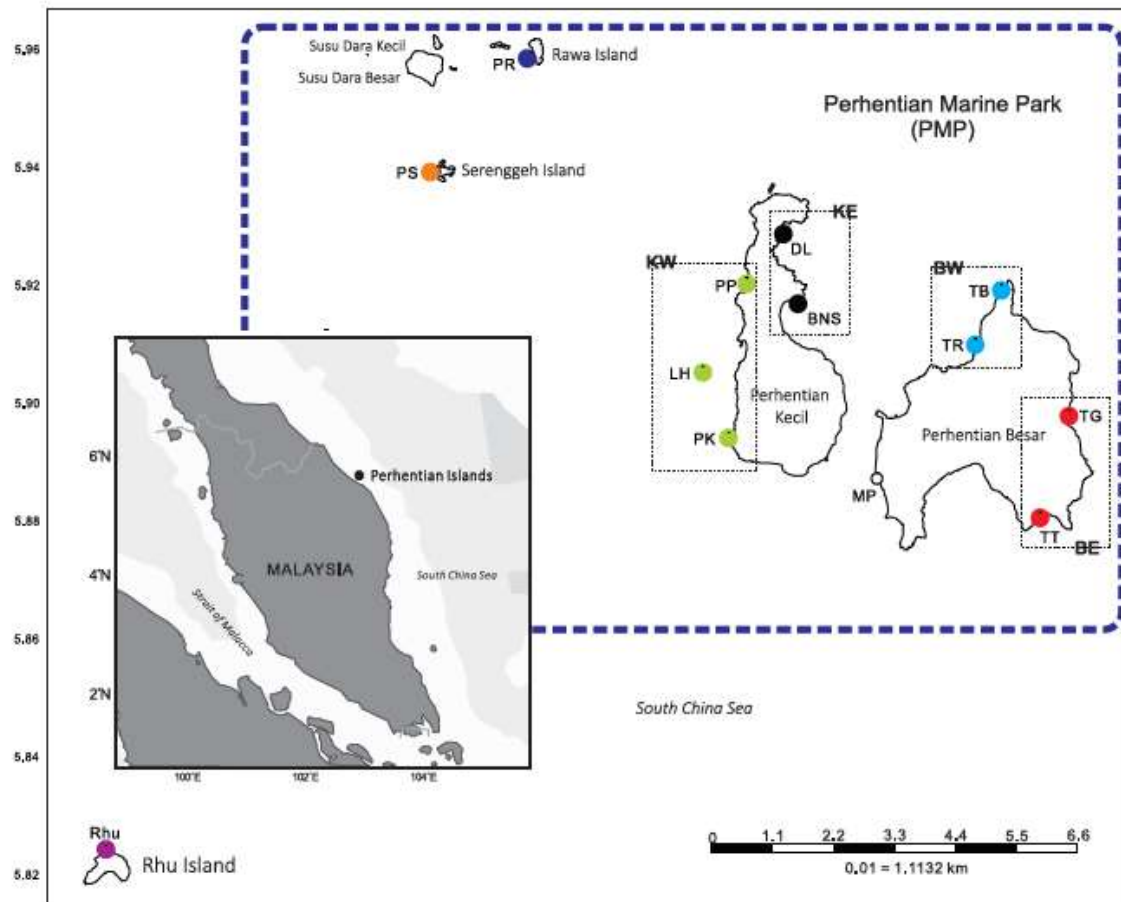 5.96
5.94
5.92
5.90
5.88
5.86
5.84
5.82
Susu Dara Kecil
Susu Dara Besar
PR
Rawa Island
Perhentian Marine Park
(PMP)
PS
Serenggeh Island
KE
DL
KW
PP
BNS
BW
TB
TR
LH
PK
Perhentian
Kecil
TG
Perhentian Besar
MP
TT
BE
6°N
4°N
2°N
Perhentian Islands
MALAYSIA
South China Sea
Strait of Malacca
100°E
102°E
104°E
South China Sea
Rhu
Rhu Island
0 1.1 2.2 3.3 4.4 5.5 6.6
0.01 = 1.1132 km